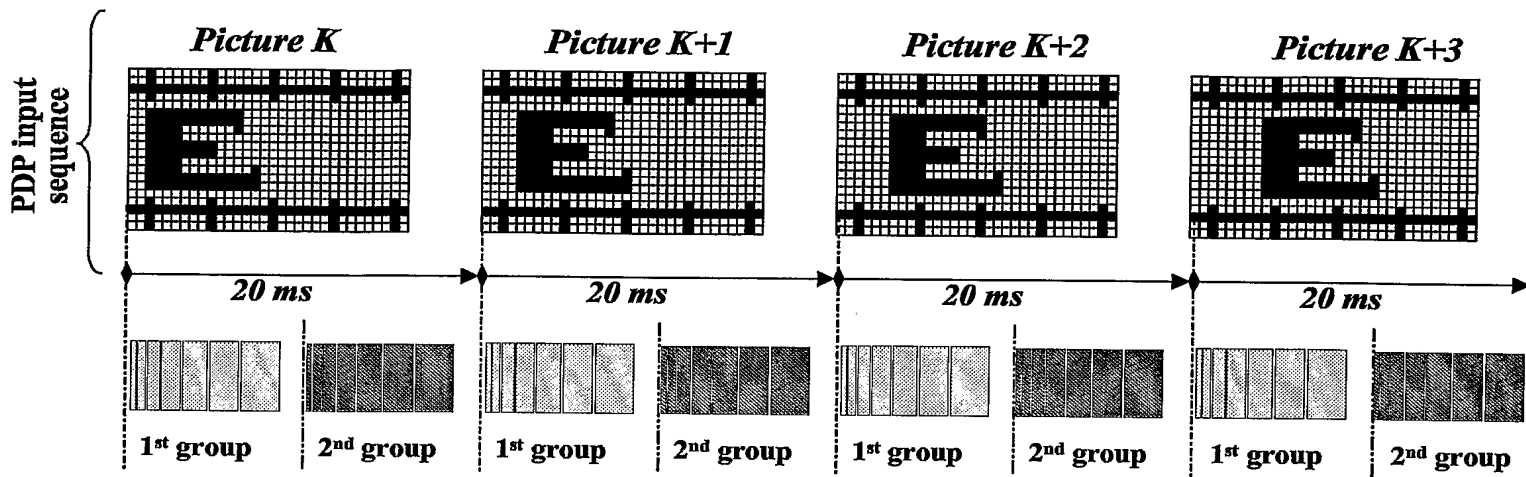 Picture K
Picture K+1
Picture K+2
Picture K+3
PDP input
sequence
E
E
E
E
20 ms
20 ms
20 ms
20 ms
1st group
2nd group
1st group
2nd group
1st group
2nd group
1st group
2nd group